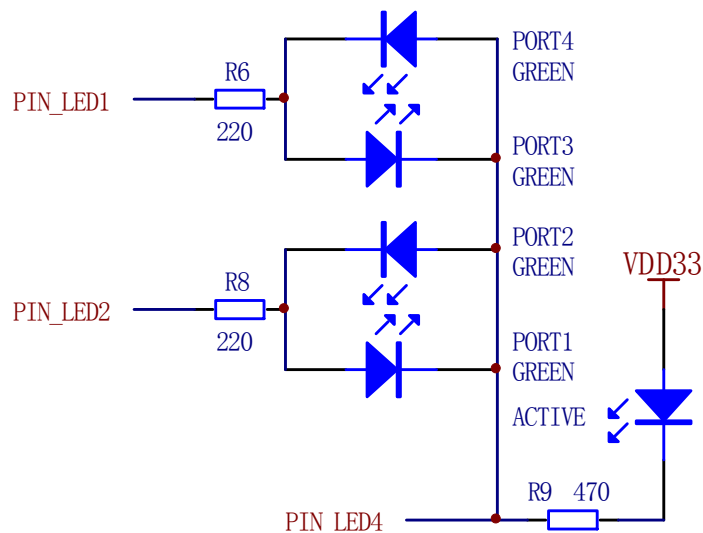 PORT4
GREEN
R6
PIN_LED1
220
PORT3
GREEN
PORT2
GREEN
VDD33
R8
PIN_LED2
220
PORT1
GREEN
ACTIVE
R9 470
PIN LED4